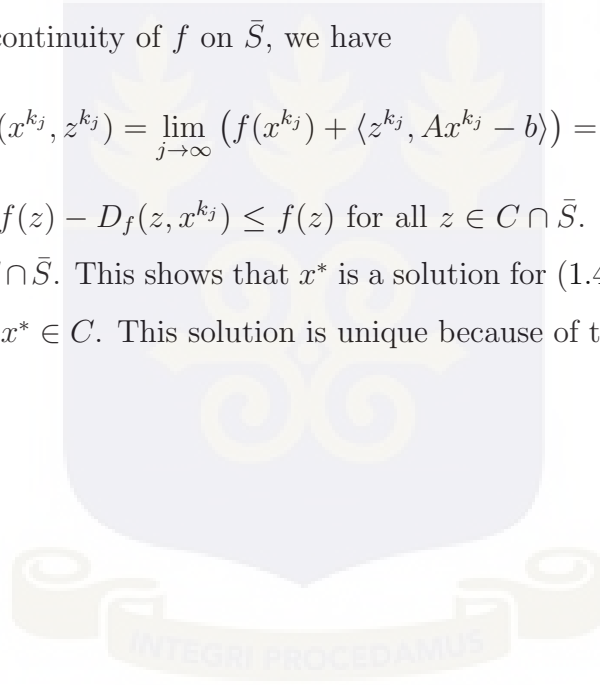 continuity of f on S̄, we have
(x^{k_j}, z^{k_j}) = lim_{j→∞} (f(x^{k_j}) + ⟨z^{k_j}, Ax^{k_j} − b⟩) =
f(z) − D_f(z, x^{k_j}) ≤ f(z) for all z ∈ C ∩ S̄.
∩ S̄. This shows that x* is a solution for (1.4
x* ∈ C. This solution is unique because of t
INTEGRI PROCEDAMUS